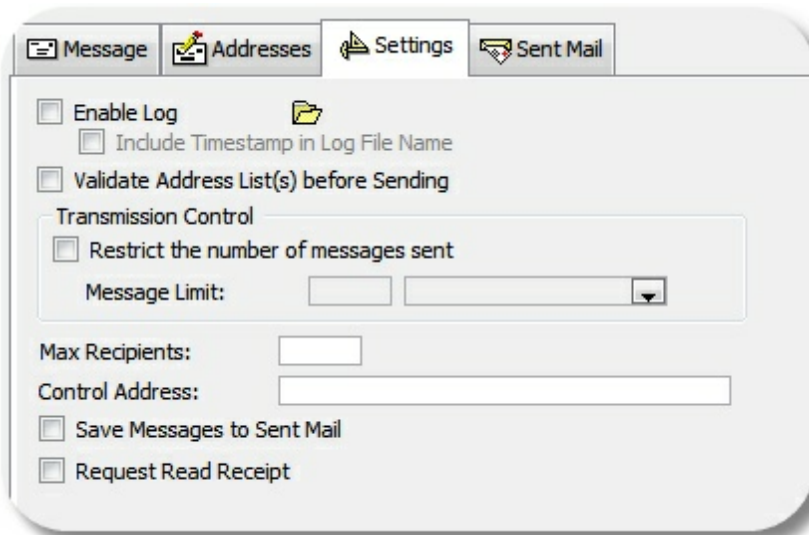 Message Addresses Settings Sent Mail
Enable Log
Include Timestamp in Log File Name
Validate Address List(s) before Sending
Transmission Control
Restrict the number of messages sent
Message Limit:
Max Recipients:
Control Address:
Save Messages to Sent Mail
Request Read Receipt